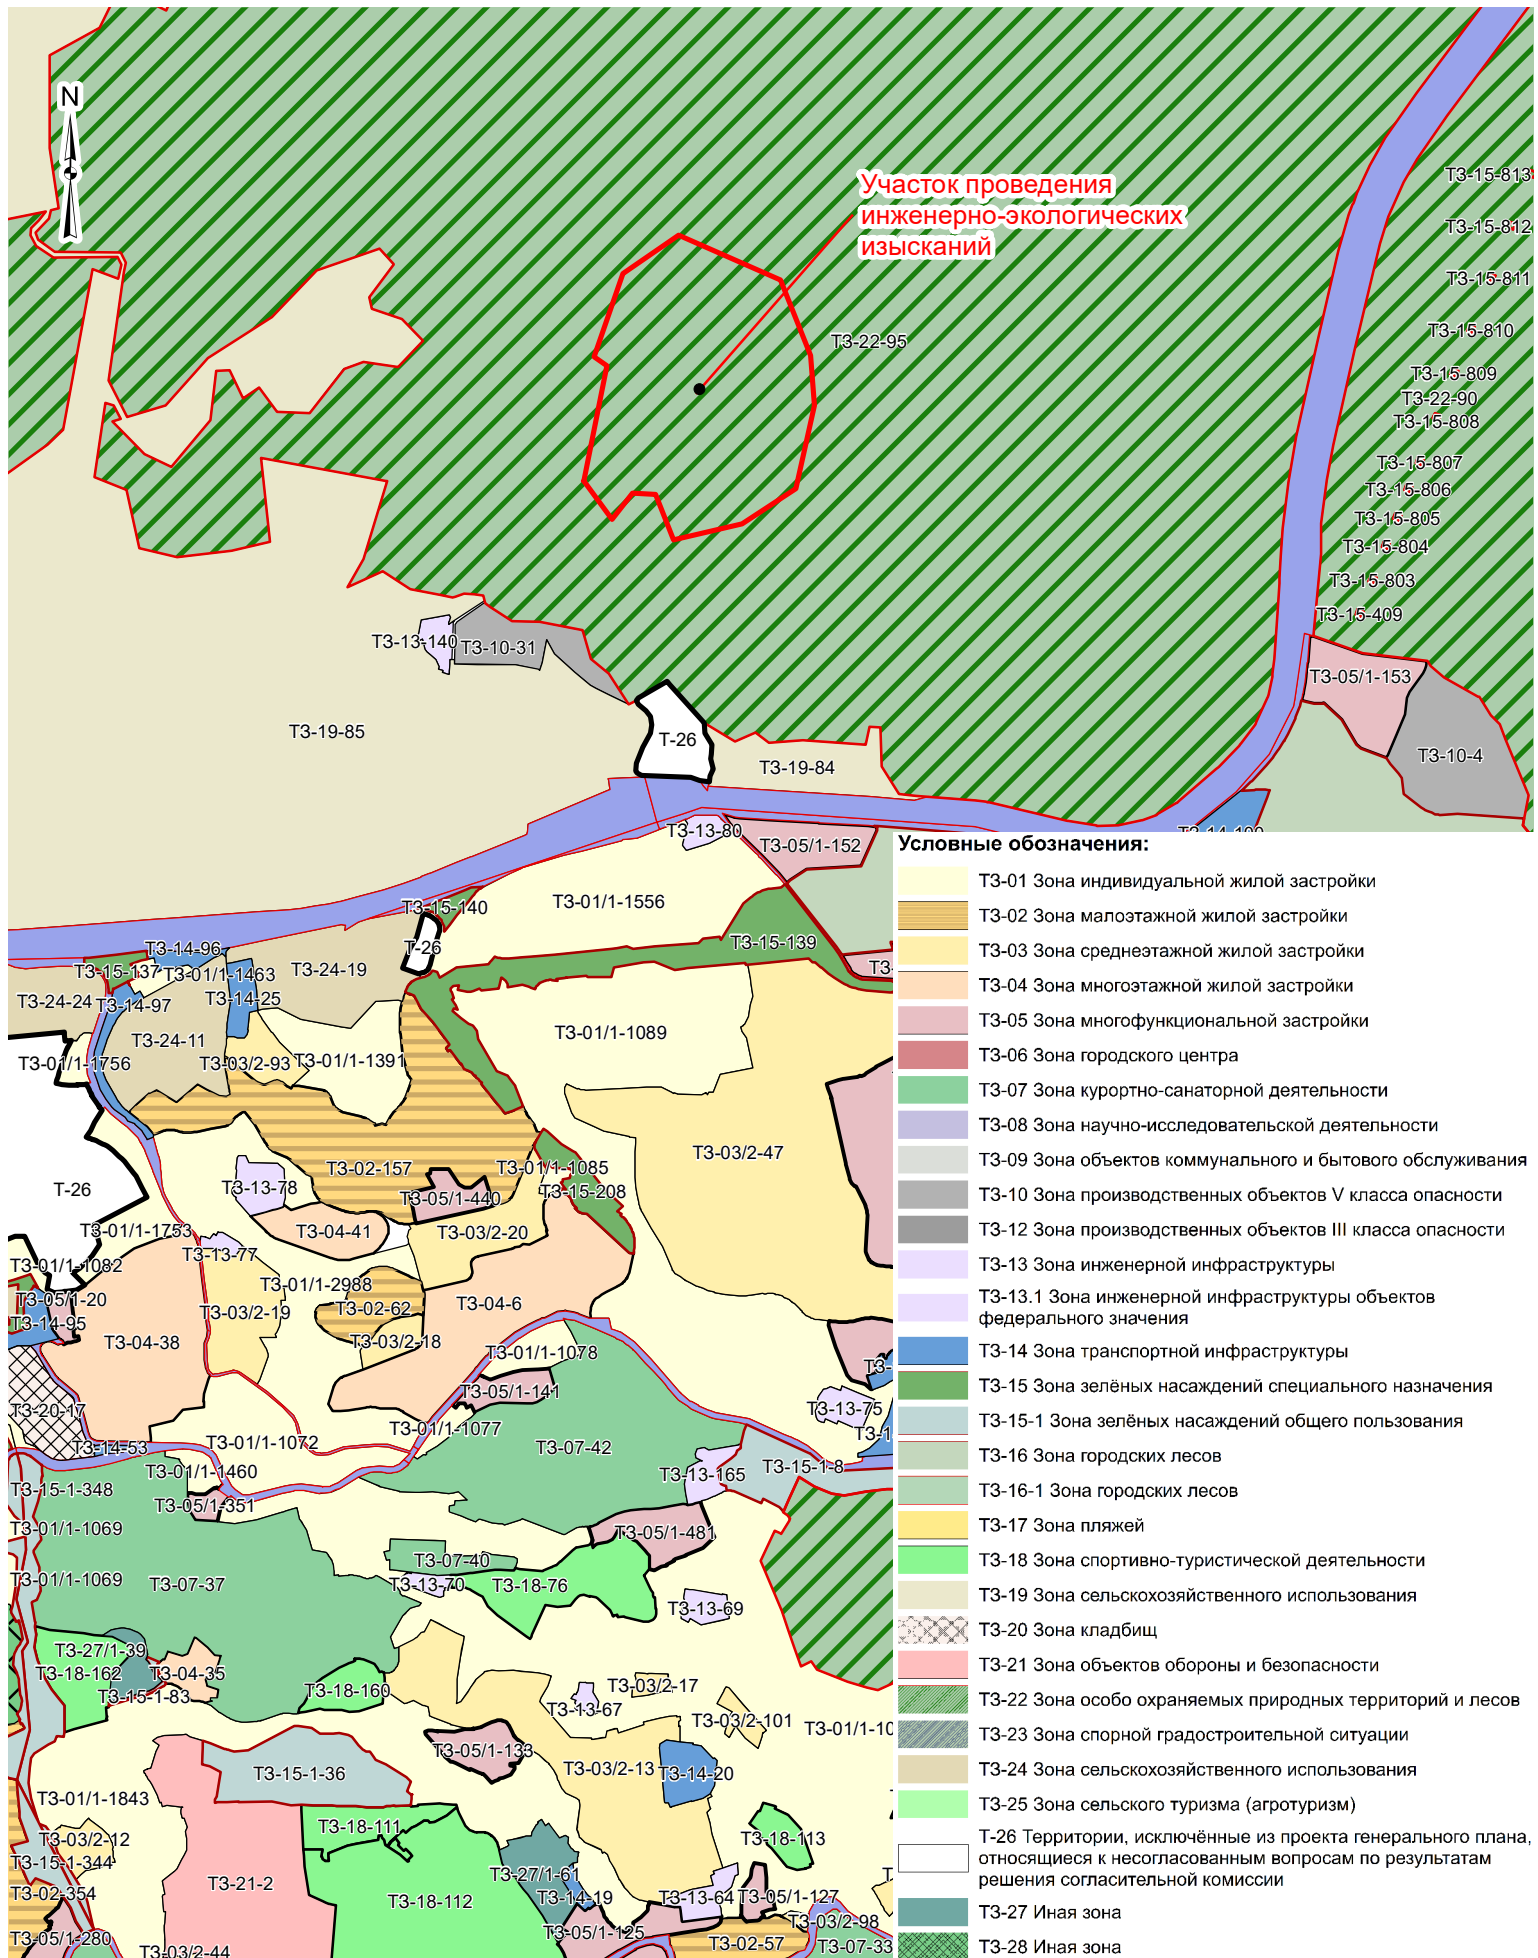 N
Участок проведения
инженерно-экологических
изысканий
ТЗ-15-813
ТЗ-15-812
ТЗ-15-811
ТЗ-22-95
ТЗ-15-810
ТЗ-15-809
ТЗ-22-90
ТЗ-15-808
ТЗ-15-807
ТЗ-15-806
ТЗ-15-805
ТЗ-15-804
ТЗ-15-803
ТЗ-15-409
ТЗ-13-140
ТЗ-10-31
ТЗ-05/1-153
ТЗ-19-85
Т-26
ТЗ-10-4
ТЗ-19-84
ТЗ-13-80
ТЗ-05/1-152
ТЗ-14-100
ТЗ-01/1-1556
ТЗ-15-140
ТЗ-15-139
Т-26
ТЗ-14-96
ТЗ-15-137
ТЗ-01/1-1463
ТЗ-24-19
ТЗ-24-24
ТЗ-14-97
ТЗ-14-25
ТЗ-24-11
ТЗ-01/1-1089
ТЗ-01/1-1756
ТЗ-03/2-93
ТЗ-01/1-1391
ТЗ-03/2-47
ТЗ-02-157
ТЗ-01/1-1085
ТЗ-13-78
ТЗ-05/1-440
ТЗ-15-208
Т-26
ТЗ-01/1-1753
ТЗ-04-41
ТЗ-03/2-20
ТЗ-13-77
ТЗ-01/1-1082
ТЗ-01/1-2988
ТЗ-05/1-20
ТЗ-14-95
ТЗ-03/2-19
ТЗ-02-62
ТЗ-04-6
ТЗ-04-38
ТЗ-03/2-18
ТЗ-01/1-1078
ТЗ-05/1-141
ТЗ-20-17
ТЗ-13-75
ТЗ-01/1-1077
ТЗ-14-53
ТЗ-01/1-1072
ТЗ-07-42
ТЗ-01/1-1460
ТЗ-13-165
ТЗ-15-1-8
ТЗ-15-1-348
ТЗ-05/1-351
ТЗ-01/1-1069
ТЗ-05/1-481
ТЗ-07-40
ТЗ-01/1-1069
ТЗ-07-37
ТЗ-13-70
ТЗ-18-76
ТЗ-13-69
ТЗ-27/1-39
ТЗ-18-162
ТЗ-04-35
ТЗ-15-1-83
ТЗ-18-160
ТЗ-03/2-17
ТЗ-13-67
ТЗ-03/2-101
ТЗ-01/1-10
ТЗ-05/1-133
ТЗ-15-1-36
ТЗ-03/2-13
ТЗ-14-20
ТЗ-01/1-1843
ТЗ-18-111
ТЗ-03/2-12
ТЗ-18-113
ТЗ-15-1-344
ТЗ-21-2
ТЗ-27/1-61
ТЗ-02-354
ТЗ-18-112
ТЗ-14-19
ТЗ-13-64
ТЗ-05/1-127
ТЗ-03/2-98
ТЗ-05/1-280
ТЗ-03/2-44
ТЗ-05/1-125
ТЗ-02-57
ТЗ-07-33
Условные обозначения:
ТЗ-01 Зона индивидуальной жилой застройки
ТЗ-02 Зона малоэтажной жилой застройки
ТЗ-03 Зона среднеэтажной жилой застройки
ТЗ-04 Зона многоэтажной жилой застройки
ТЗ-05 Зона многофункциональной застройки
ТЗ-06 Зона городского центра
ТЗ-07 Зона курортно-санаторной деятельности
ТЗ-08 Зона научно-исследовательской деятельности
ТЗ-09 Зона объектов коммунального и бытового обслуживания
ТЗ-10 Зона производственных объектов V класса опасности
ТЗ-12 Зона производственных объектов III класса опасности
ТЗ-13 Зона инженерной инфраструктуры
ТЗ-13.1 Зона инженерной инфраструктуры объектов
федерального значения
ТЗ-14 Зона транспортной инфраструктуры
ТЗ-15 Зона зелёных насаждений специального назначения
ТЗ-15-1 Зона зелёных насаждений общего пользования
ТЗ-16 Зона городских лесов
ТЗ-16-1 Зона городских лесов
ТЗ-17 Зона пляжей
ТЗ-18 Зона спортивно-туристической деятельности
ТЗ-19 Зона сельскохозяйственного использования
ТЗ-20 Зона кладбищ
ТЗ-21 Зона объектов обороны и безопасности
ТЗ-22 Зона особо охраняемых природных территорий и лесов
ТЗ-23 Зона спорной градостроительной ситуации
ТЗ-24 Зона сельскохозяйственного использования
ТЗ-25 Зона сельского туризма (агротуризм)
Т-26 Территории, исключённые из проекта генерального плана,
относящиеся к несогласованным вопросам по результатам
решения согласительной комиссии
ТЗ-27 Иная зона
ТЗ-28 Иная зона